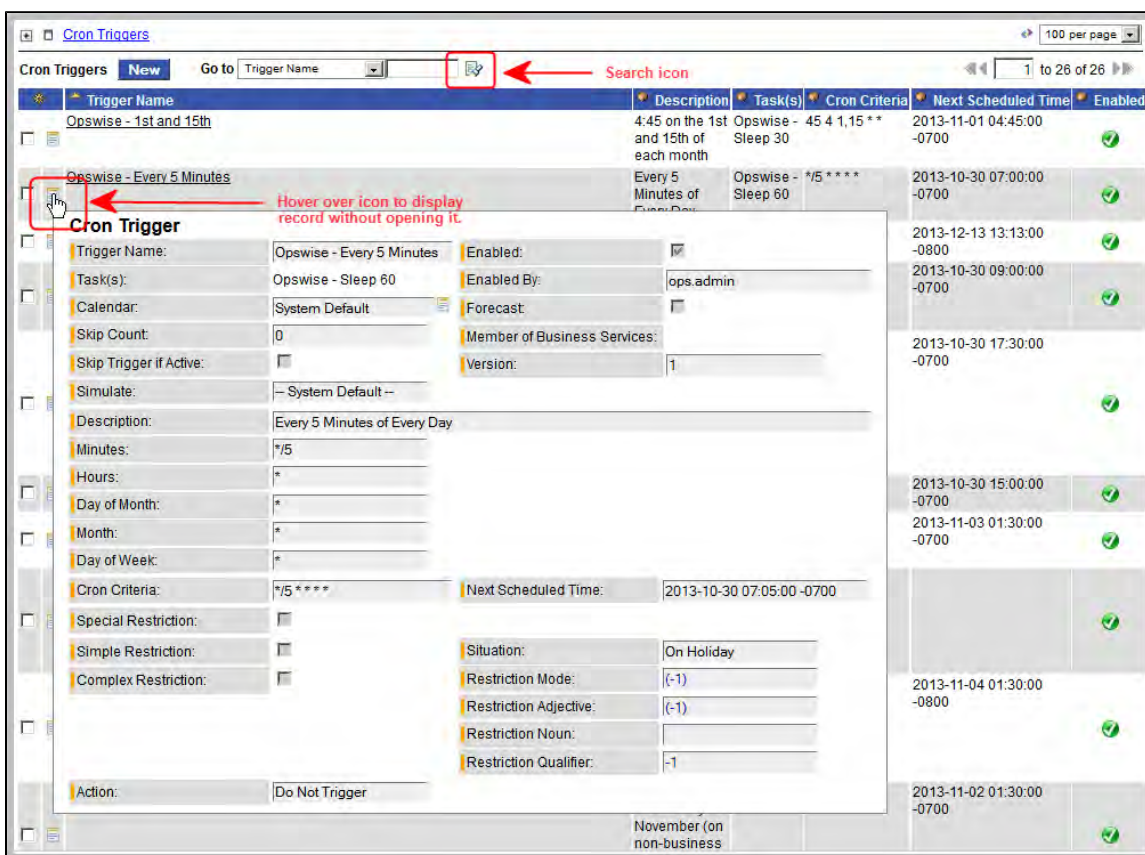 Cron Triggers
100 per page
Cron Triggers New Go to Trigger Name Search icon 1 to 26 of 26
Trigger Name Description Task(s) Cron Criteria Next Scheduled Time Enabled
Opswise - 1st and 15th 4:45 on the 1st Opswise - 45 4 1,15 * * 2013-11-01 04:45:00
and 15th of Sleep 30 -0700
each month
Opswise - Every 5 Minutes Every 5 Opswise - */5 * * * * 2013-10-30 07:00:00
Minutes of Sleep 60 -0700
Every Day
Hover over icon to display
record without opening it.
Cron Trigger
Trigger Name: Opswise - Every 5 Minutes Enabled:
Task(s): Opswise - Sleep 60 Enabled By: ops.admin
Calendar: System Default Forecast:
Skip Count: 0 Member of Business Services:
Skip Trigger if Active: Version: 1
Simulate: -- System Default --
Description: Every 5 Minutes of Every Day
Minutes: */5
Hours: *
Day of Month: *
Month: *
Day of Week: *
Cron Criteria: */5 * * * * Next Scheduled Time: 2013-10-30 07:05:00 -0700
Special Restriction:
Simple Restriction: Situation: On Holiday
Complex Restriction: Restriction Mode: (-1)
Restriction Adjective: (-1)
Restriction Noun:
Restriction Qualifier: -1
Action: Do Not Trigger
2013-12-13 13:13:00
-0800
2013-10-30 09:00:00
-0700
2013-10-30 17:30:00
-0700
2013-10-30 15:00:00
-0700
2013-11-03 01:30:00
-0700
2013-11-04 01:30:00
-0800
2013-11-02 01:30:00
-0700
November (on
non-business